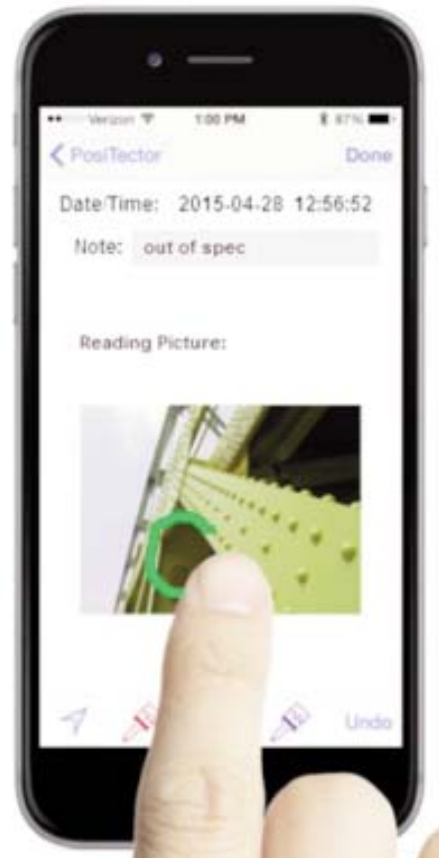 Verizon 1:00 PM 87%
PosiTector Done
Date/Time: 2015-04-28 12:56:52
Note: out of spec
Reading Picture:
Undo